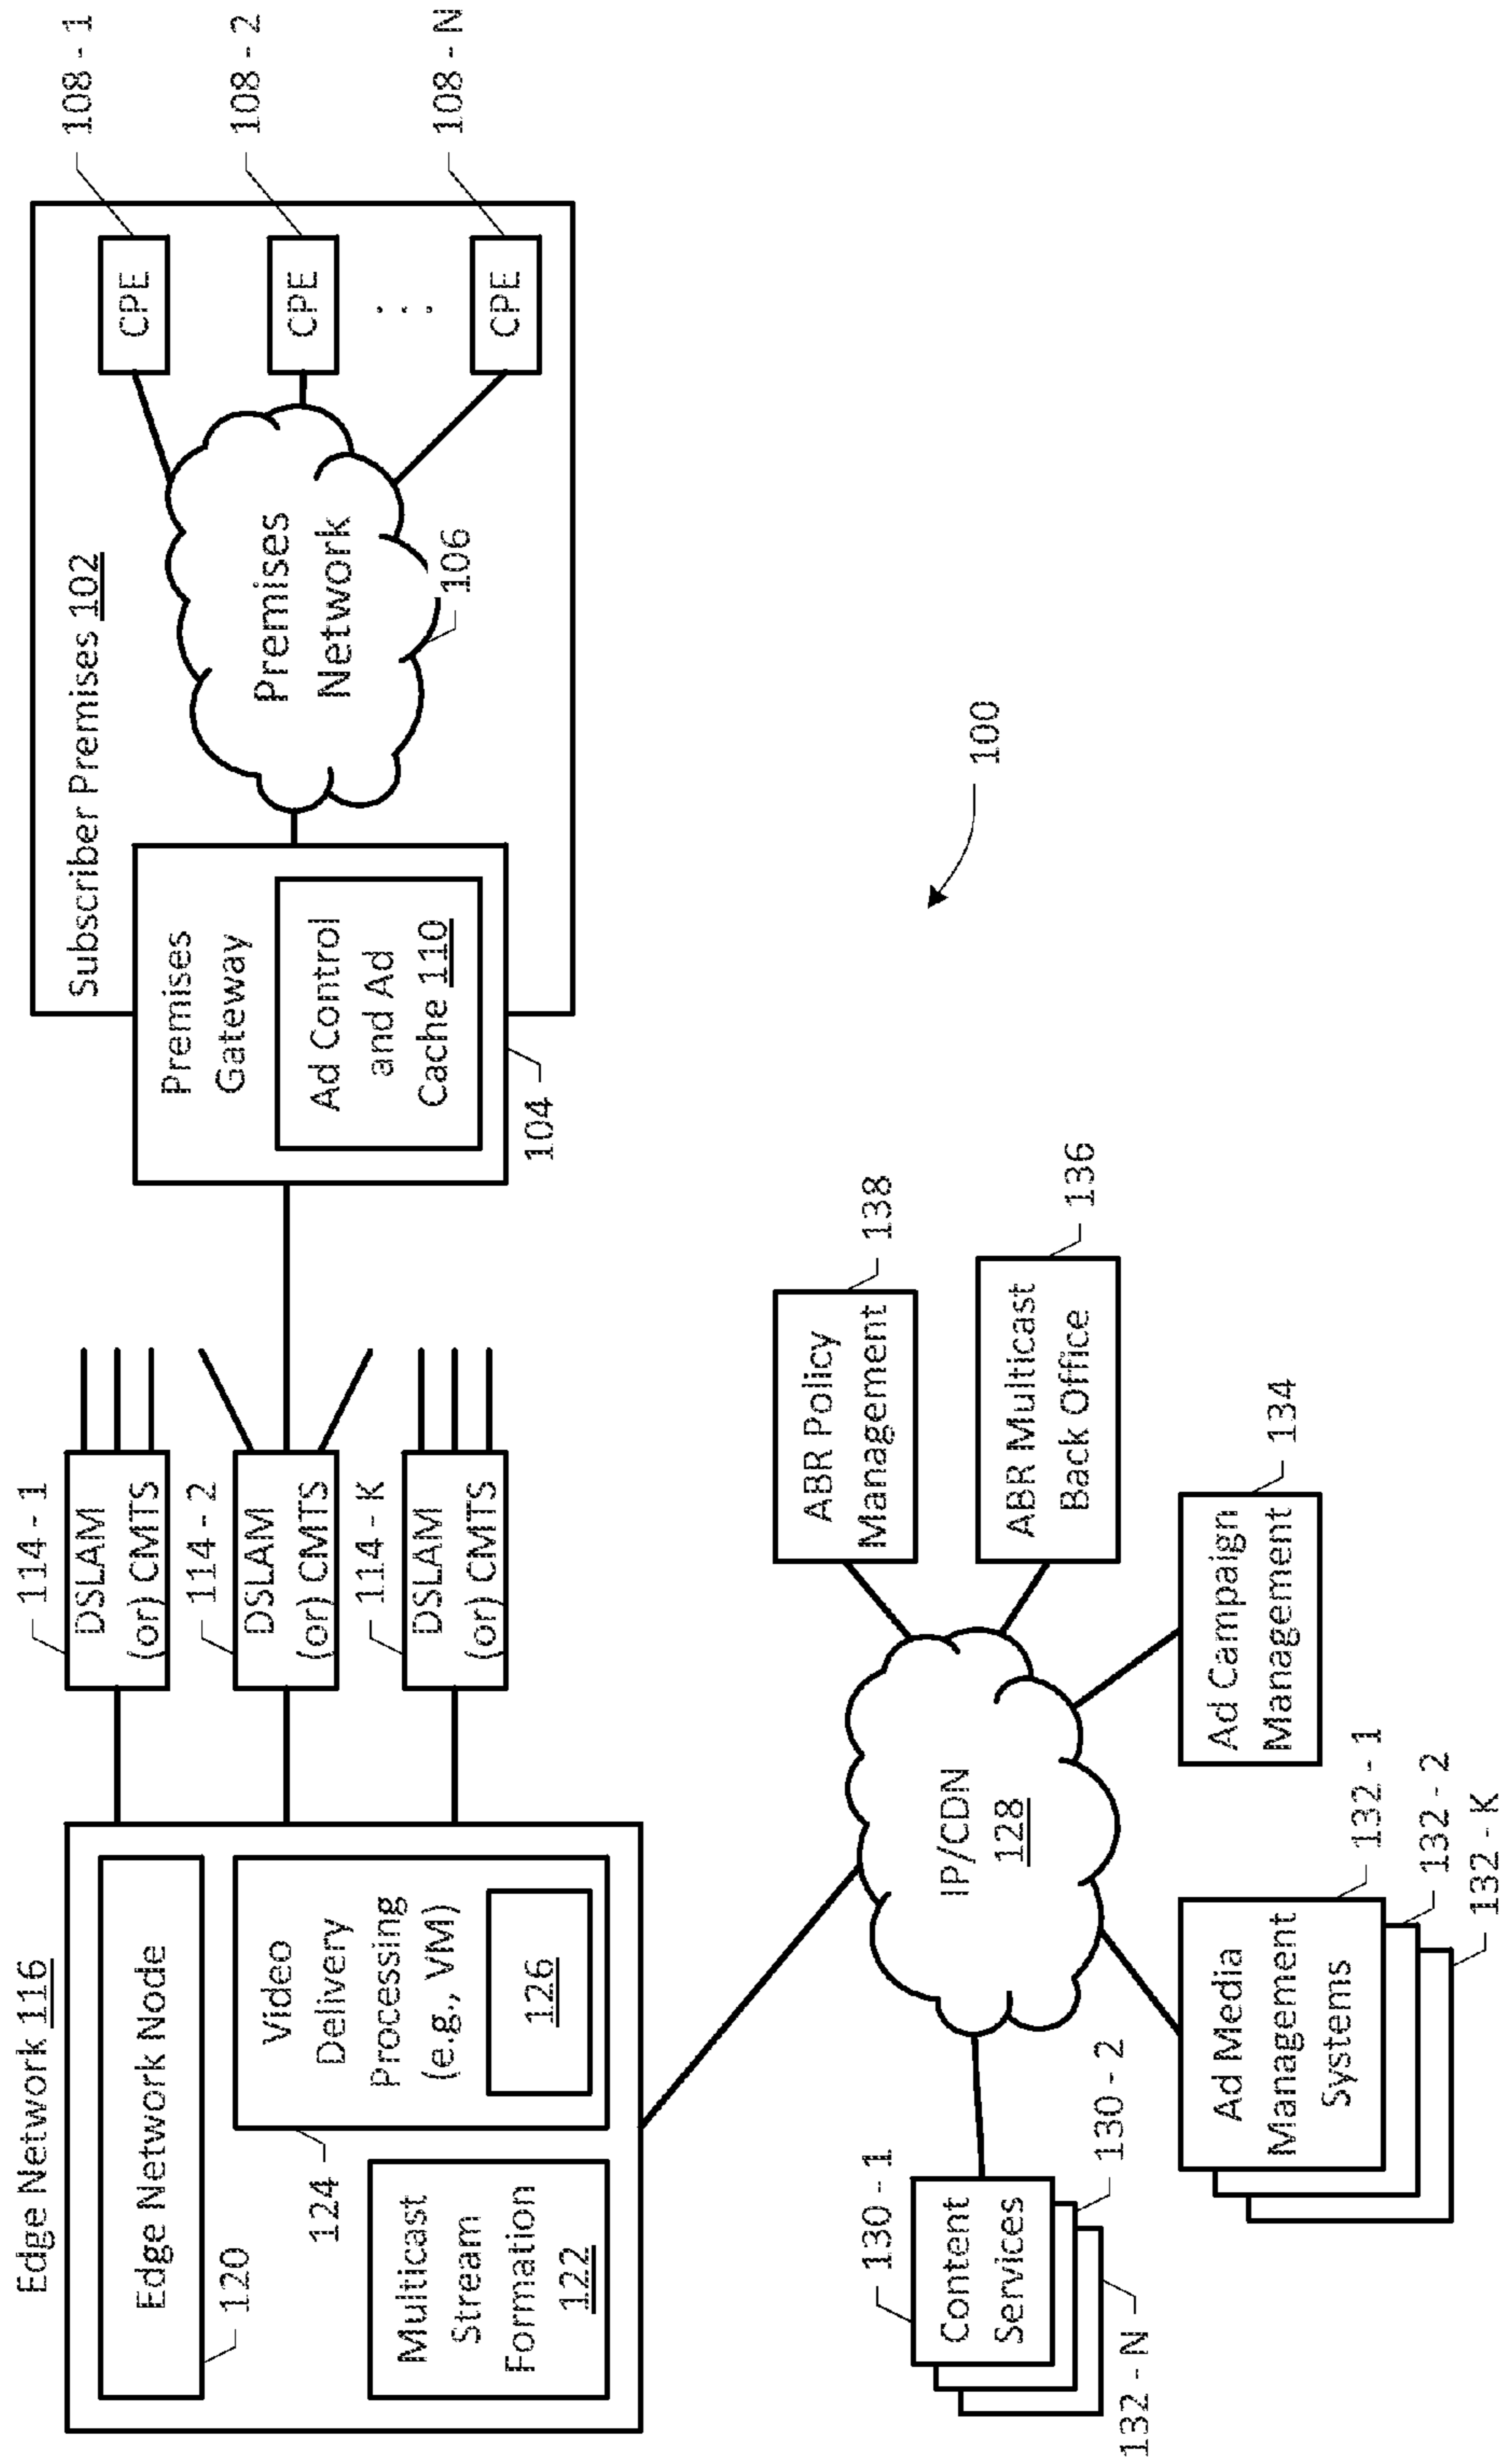 Edge Network 116
Edge Network Node
120
Multicast
Stream
Formation
122
Video
Delivery
Processing
(e.g., VM)
126
124
114 - 1
DSLAM
(or) CMTS
114 - 2
DSLAM
(or) CMTS
114 - K
DSLAM
(or) CMTS
Subscriber Premises 102
Premises
Gateway
Ad Control
and Ad
Cache 110
104
Premises
Network
106
CPE
108 - 1
CPE
108 - 2
CPE
108 - N
100
IP/CDN
128
Content
Services
130 - 1
130 - 2
132 - N
Ad Media
Management
Systems
132 - 1
132 - 2
132 - K
Ad Campaign
Management
134
ABR Multicast
Back Office
136
ABR Policy
Management
138